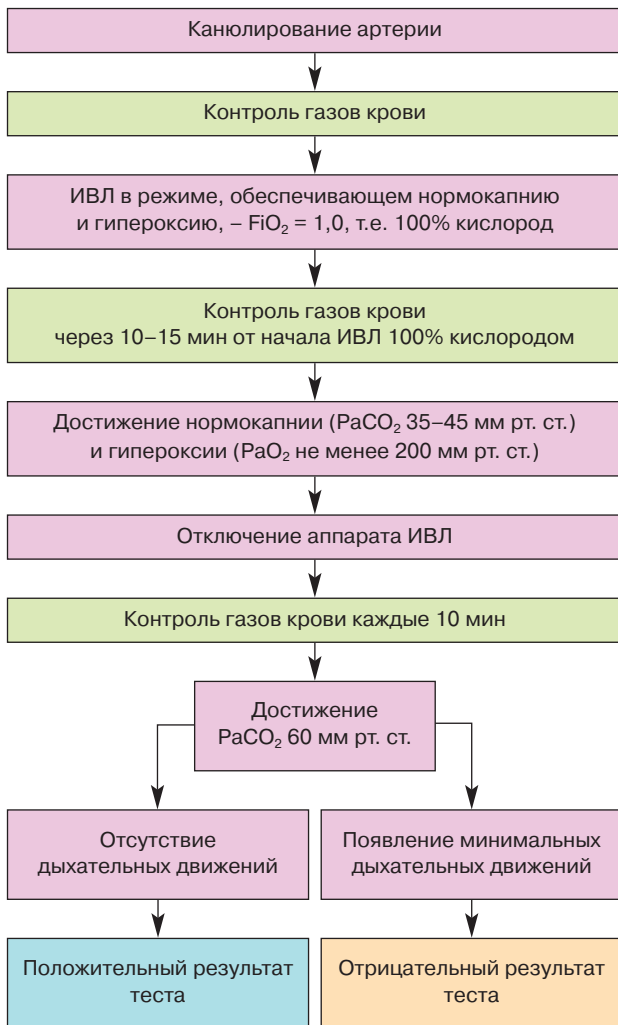 Канюлирование артерии
Контроль газов крови
ИВЛ в режиме, обеспечивающем нормокапнию
и гипероксию, – FiO₂ = 1,0, т.е. 100% кислород
Контроль газов крови
через 10–15 мин от начала ИВЛ 100% кислородом
Достижение нормокапнии (PaCO₂ 35–45 мм рт. ст.)
и гипероксии (PaO₂ не менее 200 мм рт. ст.)
Отключение аппарата ИВЛ
Контроль газов крови каждые 10 мин
Достижение
PaCO₂ 60 мм рт. ст.
Отсутствие
дыхательных движений
Появление минимальных
дыхательных движений
Положительный результат
теста
Отрицательный результат
теста